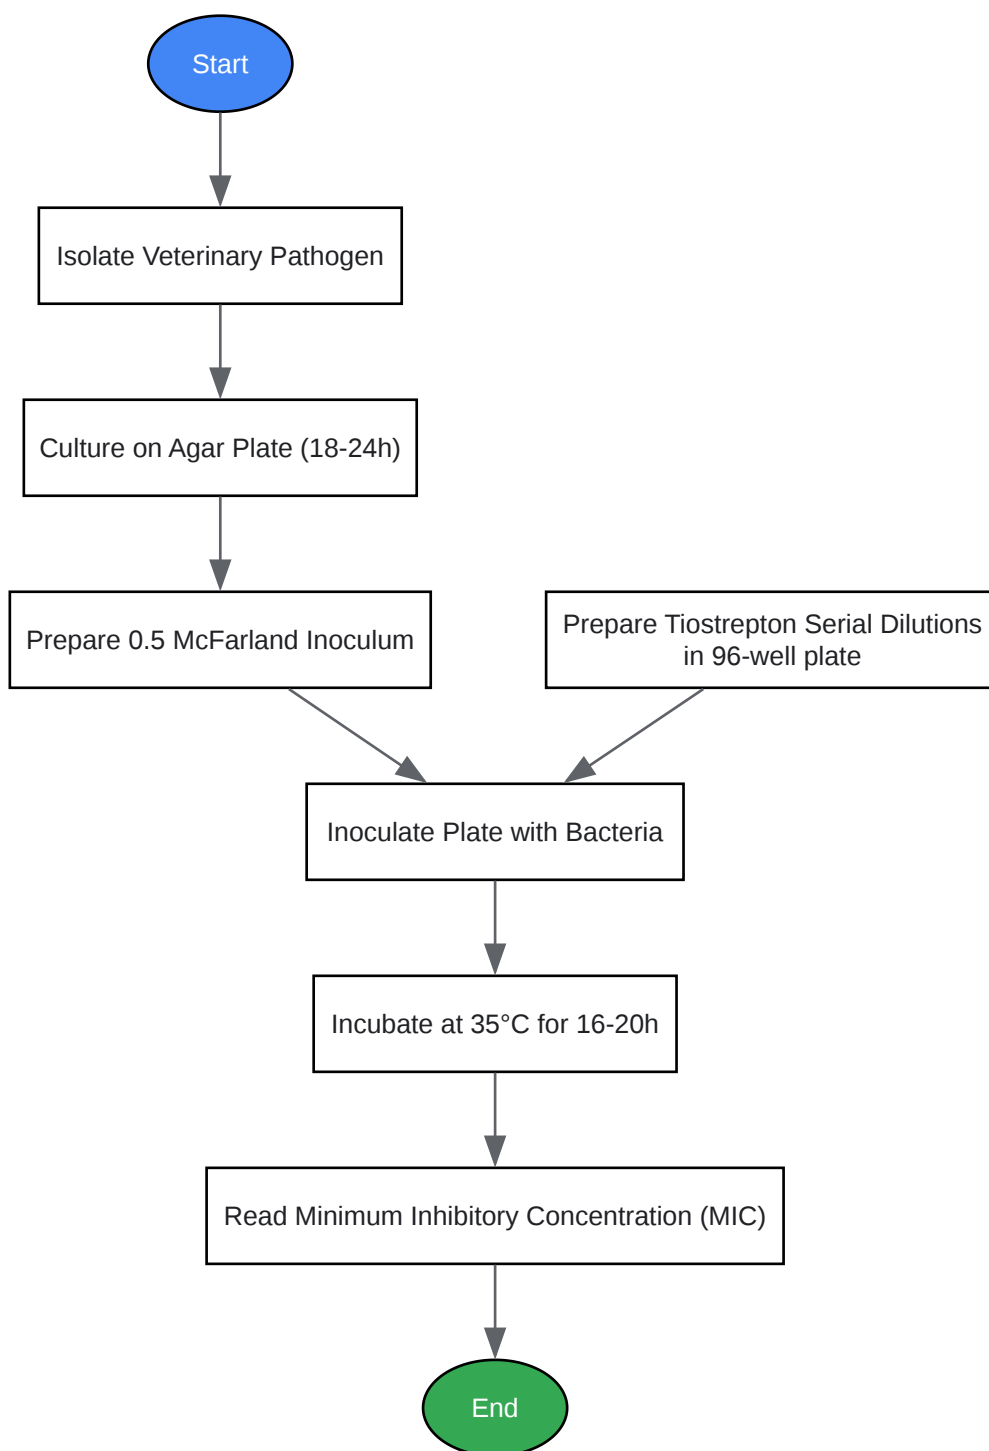 Start
Isolate Veterinary Pathogen
Culture on Agar Plate (18-24h)
Prepare 0.5 McFarland Inoculum
Prepare Tiostrepton Serial Dilutions
in 96-well plate
Inoculate Plate with Bacteria
Incubate at 35°C for 16-20h
Read Minimum Inhibitory Concentration (MIC)
End